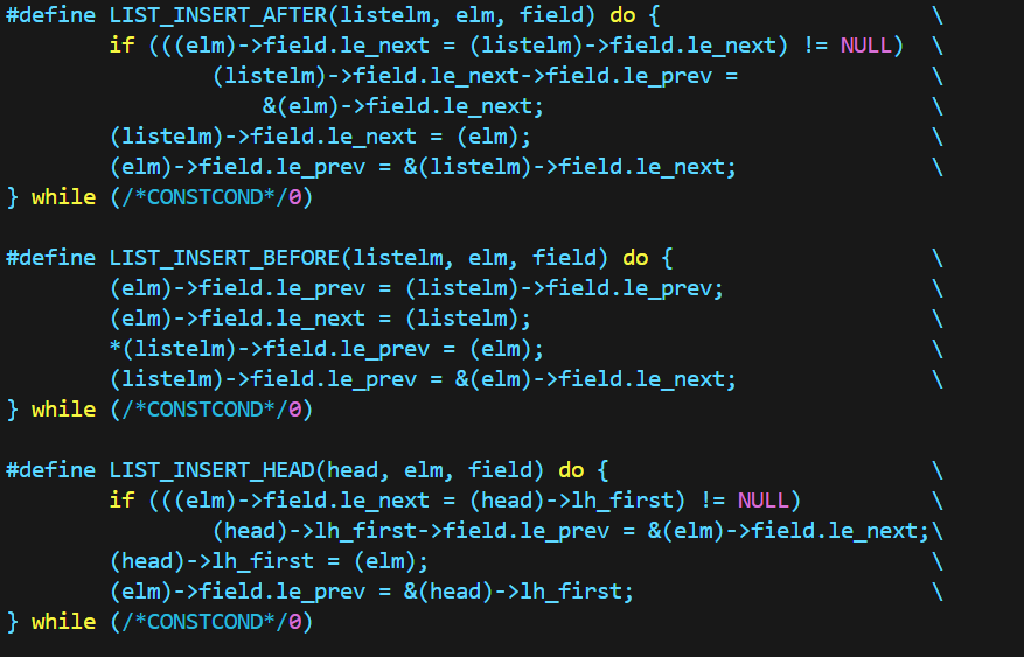 #define LIST_INSERT_AFTER(listelm, elm, field) do {                     \
        if (((elm)->field.le_next = (listelm)->field.le_next) != NULL)  \
                (listelm)->field.le_next->field.le_prev =               \
                    &(elm)->field.le_next;                              \
        (listelm)->field.le_next = (elm);                               \
        (elm)->field.le_prev = &(listelm)->field.le_next;               \
} while (/*CONSTCOND*/0)

#define LIST_INSERT_BEFORE(listelm, elm, field) do {                    \
        (elm)->field.le_prev = (listelm)->field.le_prev;                \
        (elm)->field.le_next = (listelm);                               \
        *(listelm)->field.le_prev = (elm);                              \
        (listelm)->field.le_prev = &(elm)->field.le_next;               \
} while (/*CONSTCOND*/0)

#define LIST_INSERT_HEAD(head, elm, field) do {                         \
        if (((elm)->field.le_next = (head)->lh_first) != NULL)          \
                (head)->lh_first->field.le_prev = &(elm)->field.le_next;\
        (head)->lh_first = (elm);                                       \
        (elm)->field.le_prev = &(head)->lh_first;                       \
} while (/*CONSTCOND*/0)